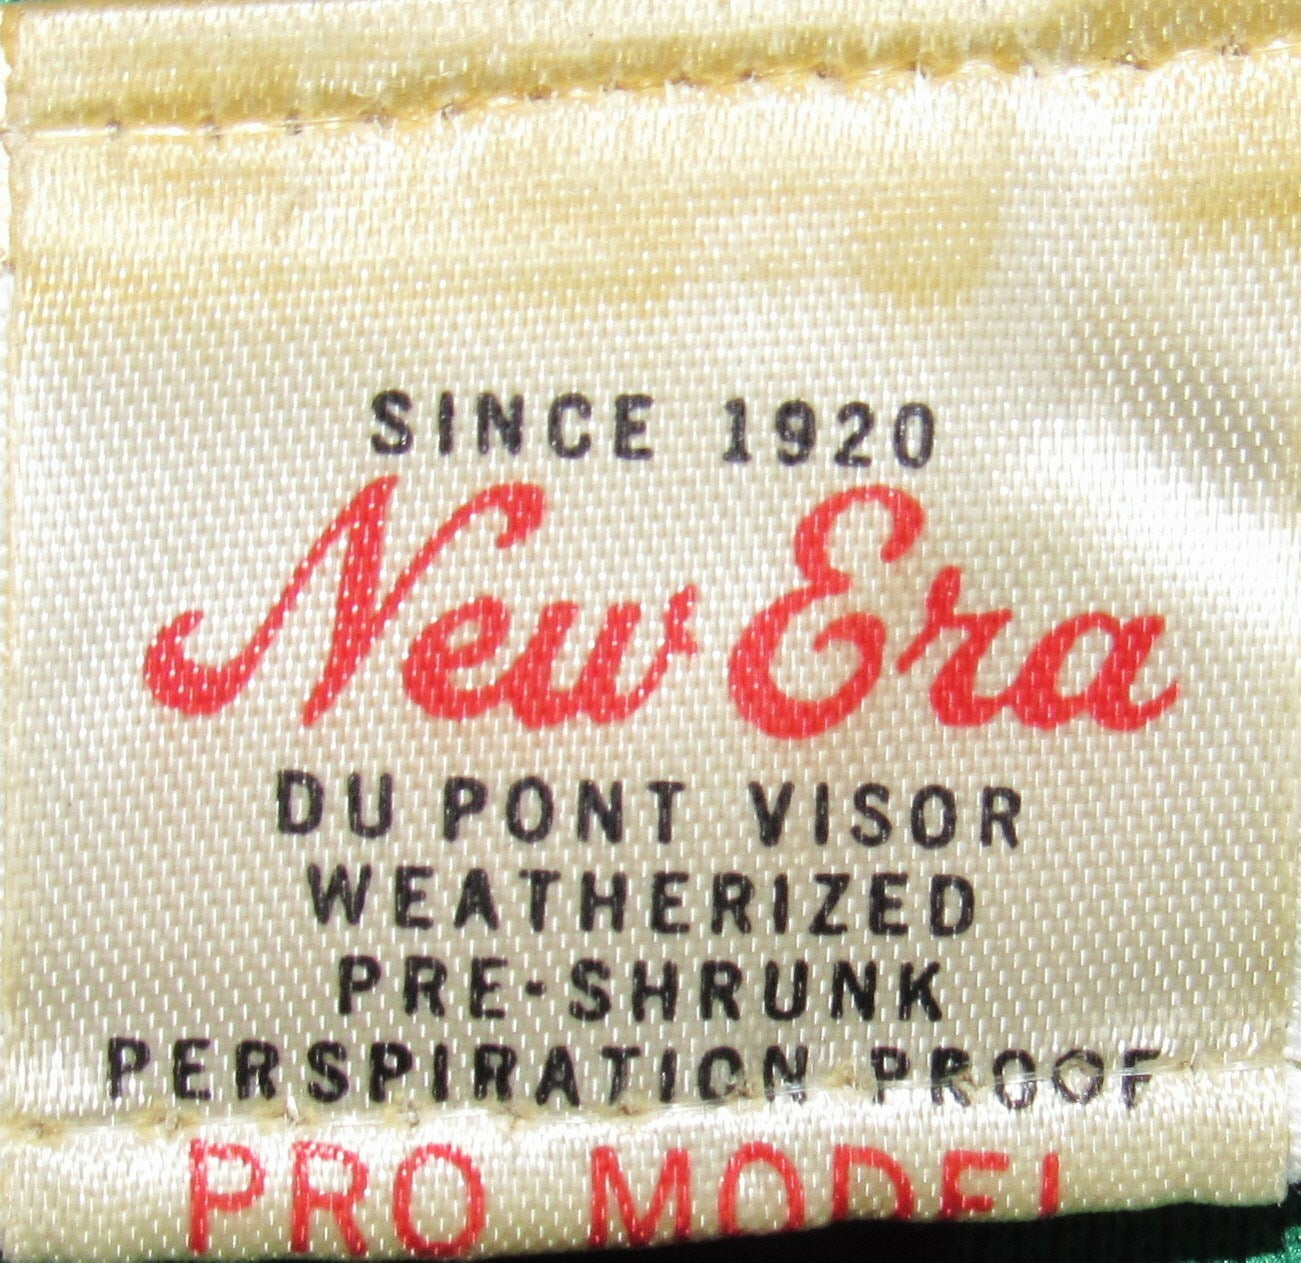 SINCE 1920
New Era
DU PONT VISOR
WEATHERIZED
PRE-SHRUNK
PERSPIRATION PROOF
PRO MODEL